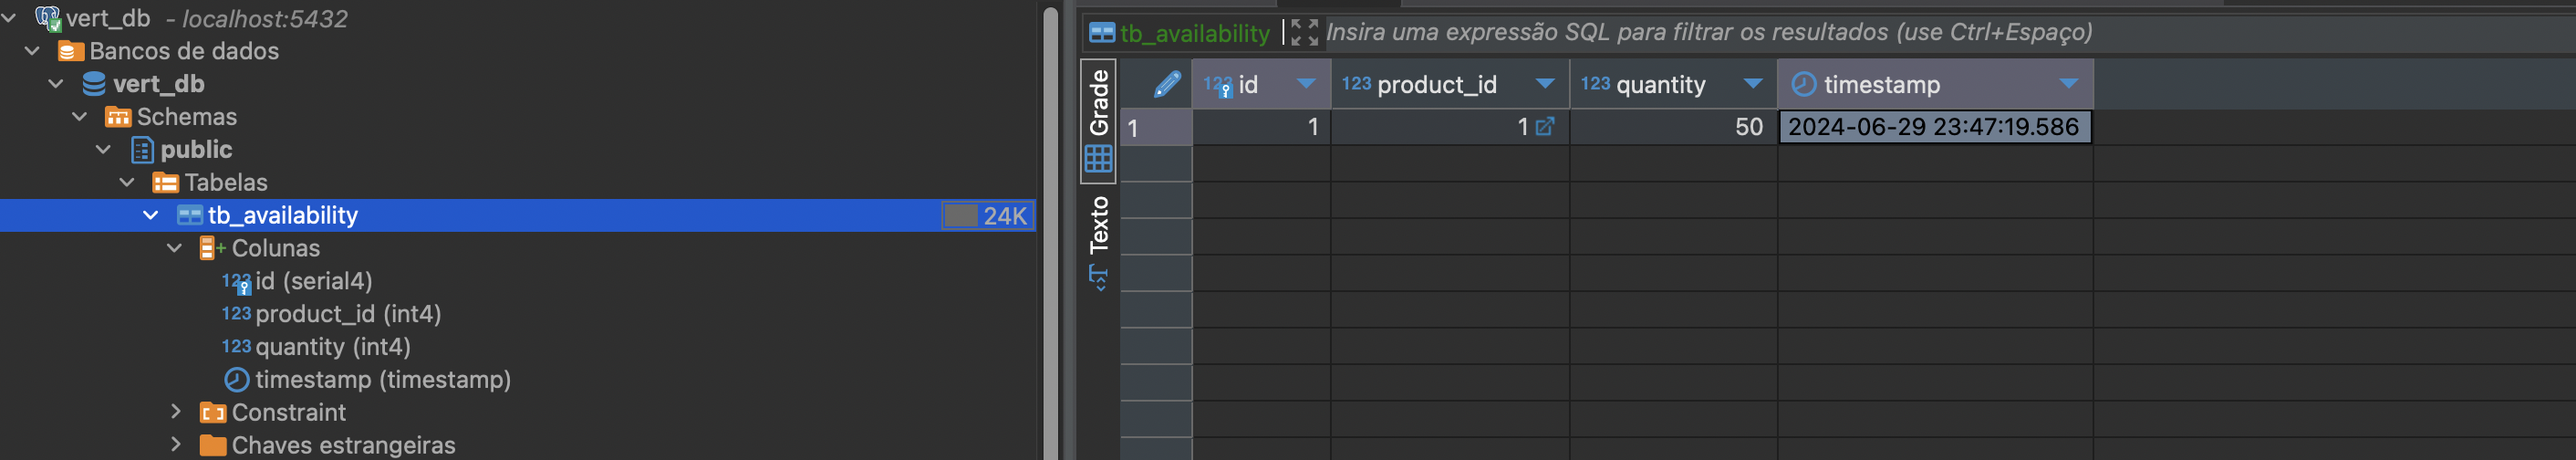 vert_db - localhost:5432
Bancos de dados
vert_db
Schemas
public
Tabelas
tb_availability 24K
Colunas
123 id (serial4)
123 product_id (int4)
123 quantity (int4)
timestamp (timestamp)
Constraint
Chaves estrangeiras
tb_availability Insira uma expressão SQL para filtrar os resultados (use Ctrl+Espaço)
Grade
Texto
123 id 123 product_id 123 quantity timestamp
1 1 1 50 2024-06-29 23:47:19.586